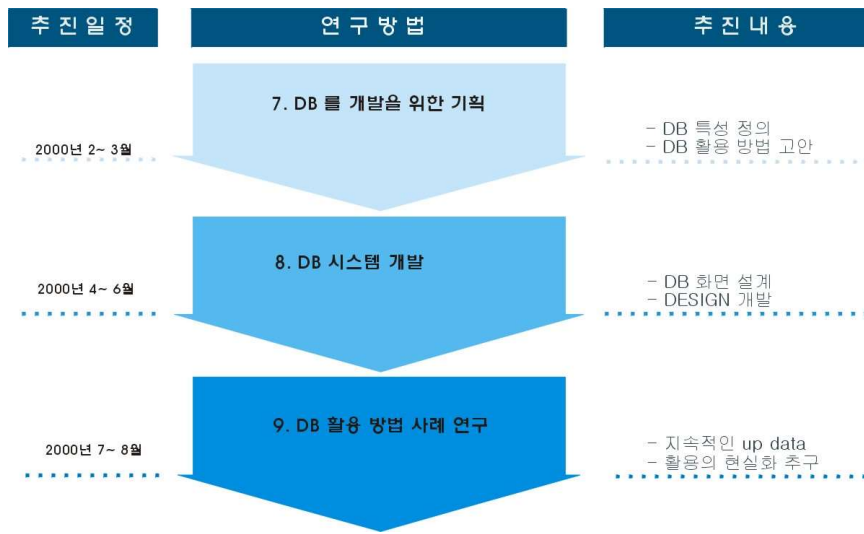 추진일정
연구방법
추진내용
7. DB 를 개발을 위한 기획
2000년 2~ 3월
- DB 특성 정의
- DB 활용 방법 고안
8. DB 시스템 개발
2000년 4~ 6월
- DB 화면 설계
- DESIGN 개발
9. DB 활용 방법 사례 연구
2000년 7~ 8월
- 지속적인 up data
- 활용의 현실화 추구